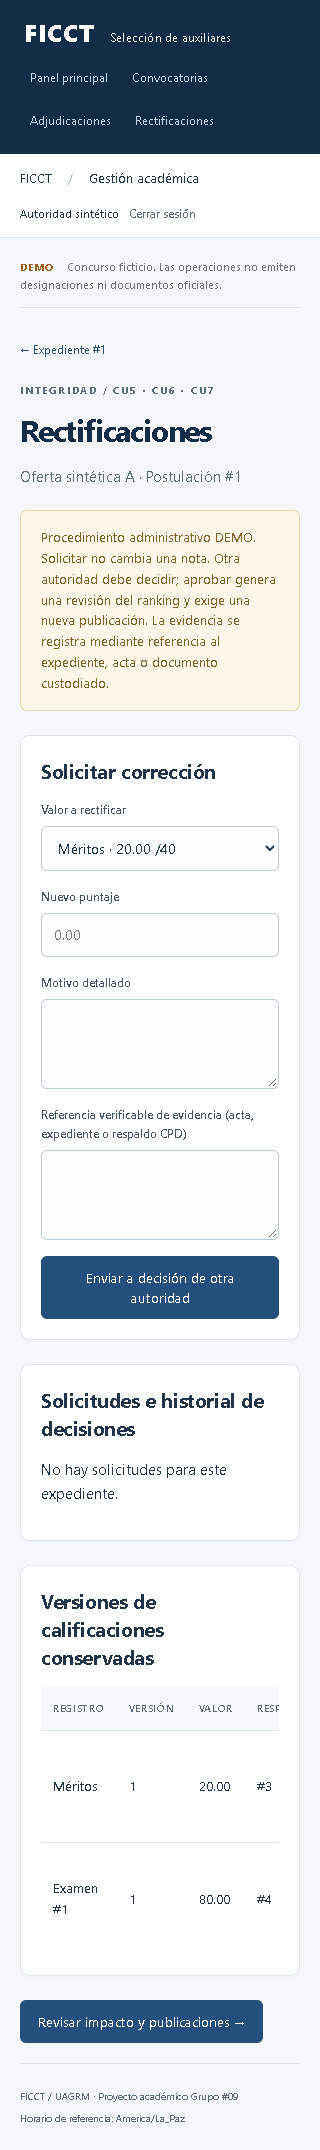 FICCT Selección de auxiliares
Panel principal Convocatorias
Adjudicaciones Rectificaciones
FICCT / Gestión académica
Autoridad sintético Cerrar sesión
DEMO Concurso ficticio. Las operaciones no emiten
designaciones ni documentos oficiales.
← Expediente #1
INTEGRIDAD / CU5 · CU6 · CU7
Rectificaciones
Oferta sintética A · Postulación #1
Procedimiento administrativo DEMO.
Solicitar no cambia una nota. Otra
autoridad debe decidir; aprobar genera
una revisión del ranking y exige una
nueva publicación. La evidencia se
registra mediante referencia al
expediente, acta o documento
custodiado.
Solicitar corrección
Valor a rectificar
Méritos · 20.00 /40
Nuevo puntaje
0.00
Motivo detallado
Referencia verificable de evidencia (acta,
expediente o respaldo CPD)
Enviar a decisión de otra
autoridad
Solicitudes e historial de
decisiones
No hay solicitudes para este
expediente.
Versiones de
calificaciones
conservadas
REGISTRO VERSIÓN VALOR
Méritos 1 20.00 #3
Examen
#1 1 80.00 #4
Revisar impacto y publicaciones →
FICCT / UAGRM · Proyecto académico Grupo #09
Horario de referencia: America/La_Paz